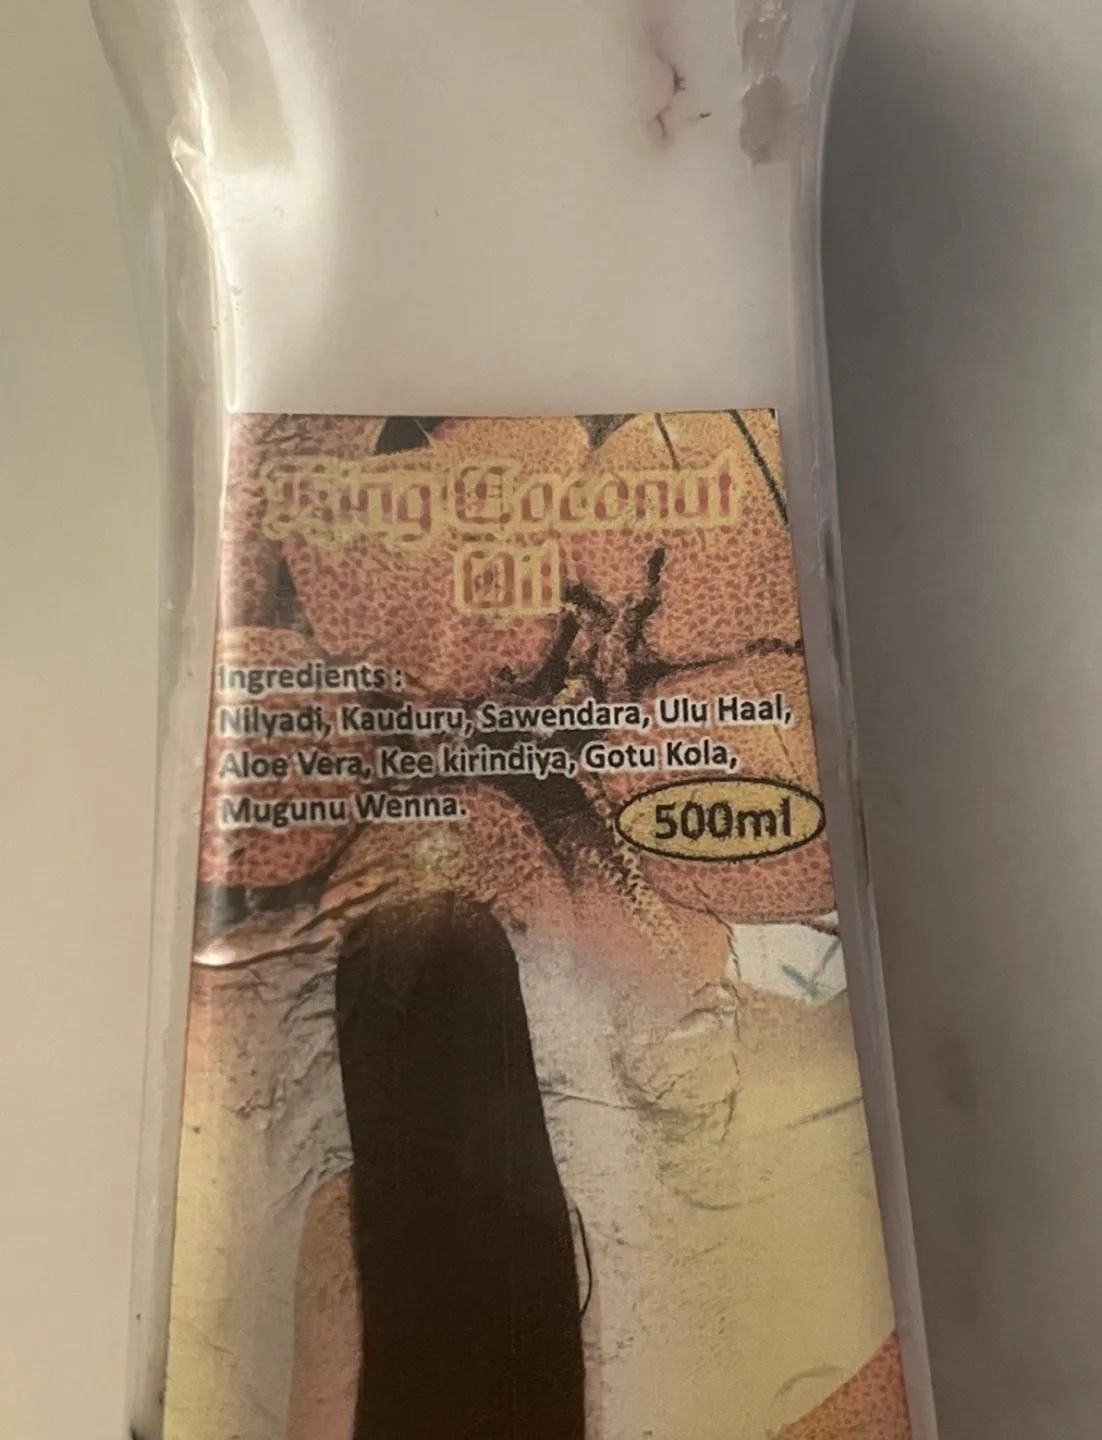 King Coconut
Oil
Ingredients :
Nilyadi, Kauduru, Sawendara, Ulu Haal,
Aloe Vera, Kee kirindiya, Gotu Kola,
Mugunu Wenna.
500ml